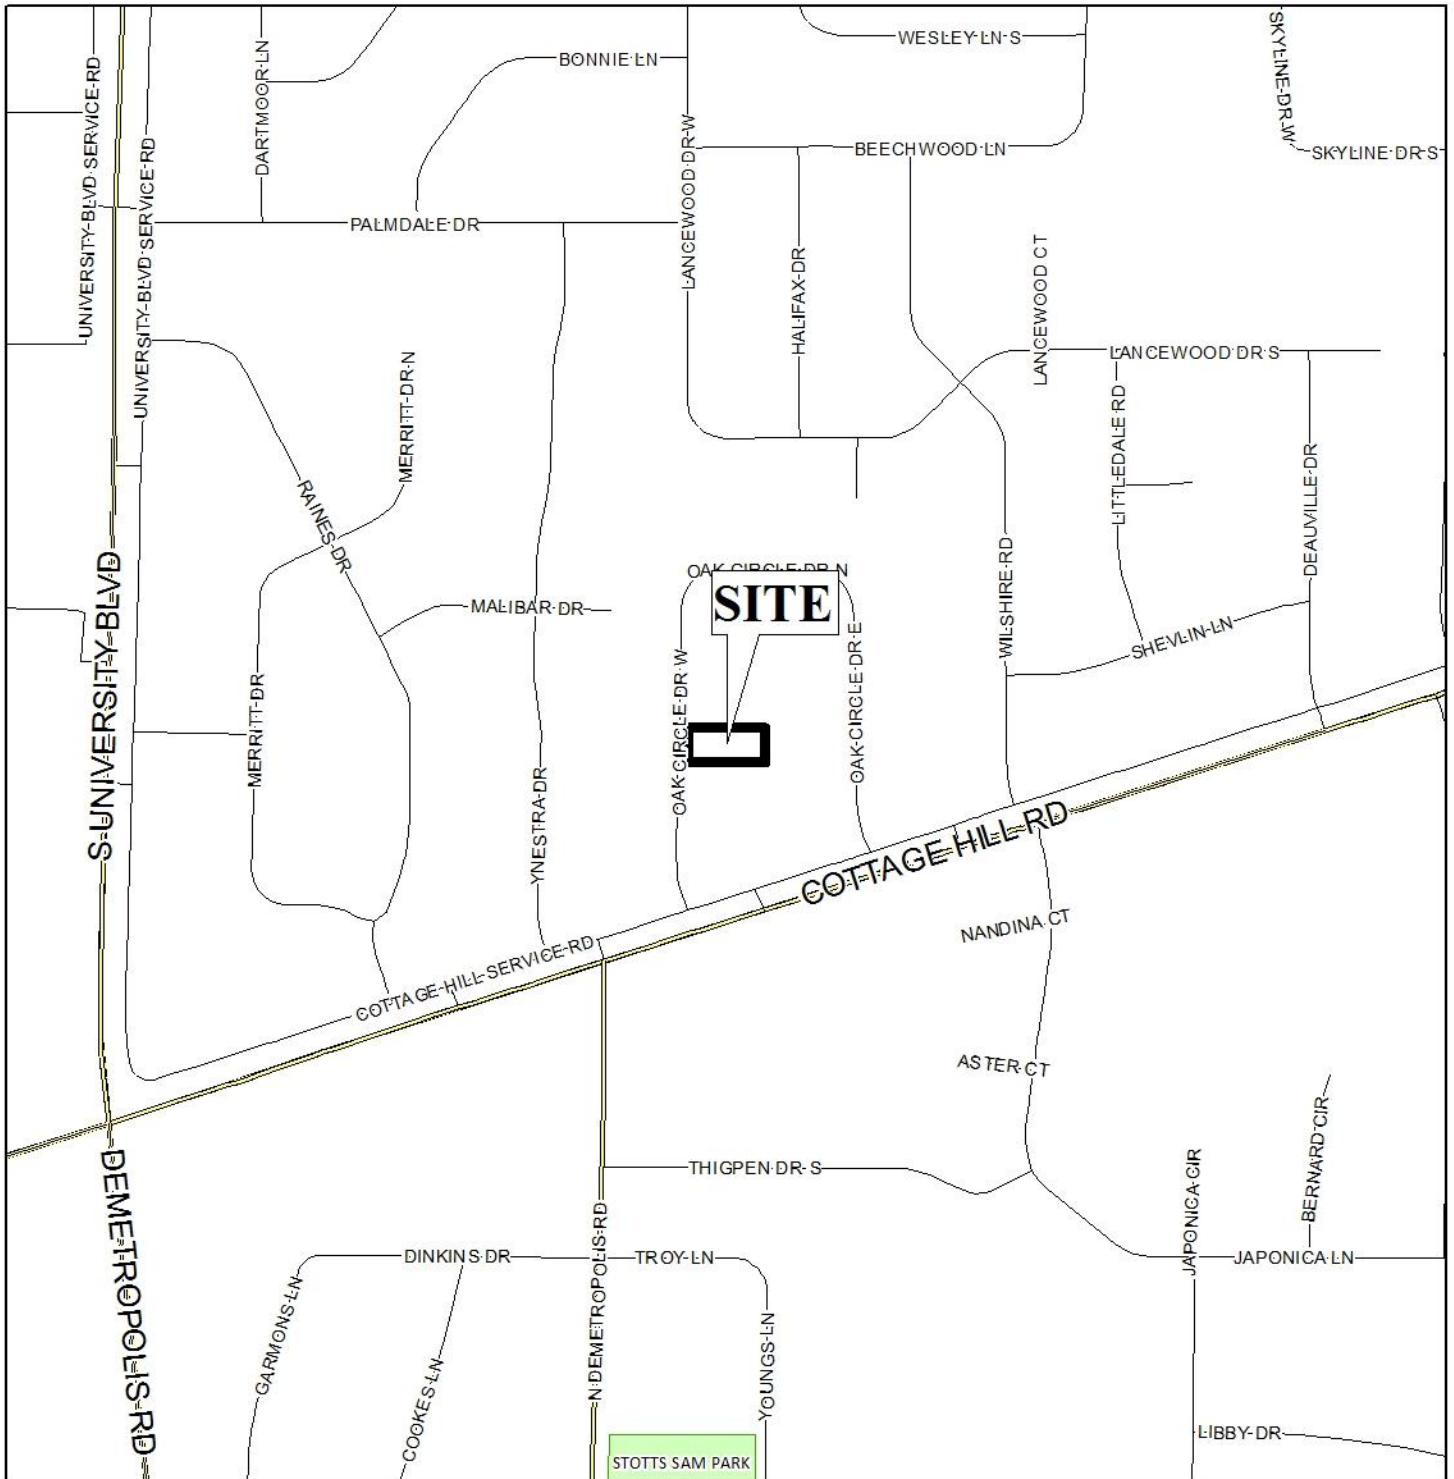 WESLEY LN S
BONNIE LN
SKYLINE DR W
UNIVERSITY BLVD SERVICE RD
DARTMOOR LN
UNIVERSITY BLVD SERVICE RD
LANCEWOOD DR W
BEECHWOOD LN
SKYLINE DR S
PALMDALE DR
HALIFAX DR
LANCEWOOD CT
LANCEWOOD DR S
MERRITT DR N
LITTLEDALE RD
DEAUVILLE DR
RAINES DR
OAK CIRCLE DR N
SITE
WILSHIRE RD
MALIBAR DR
SHEVLIN LN
S UNIVERSITY BLVD
MERRITT DR
OAK CIRCLE DR W
OAK CIRCLE DR E
YNESTRA DR
COTTAGE HILL RD
NANDINA CT
COTTAGE HILL SERVICE RD
ASTER CT
THIGPEN DR S
BERNARD CIR
JAPONICA CIR
DEMETROPOLIS RD
DINKINS DR
TROY LN
JAPONICA LN
N DEMETROPOLIS RD
GARMONS LN
YOUNGS LN
COOKES LN
LIBBY DR
STOTTS SAM PARK